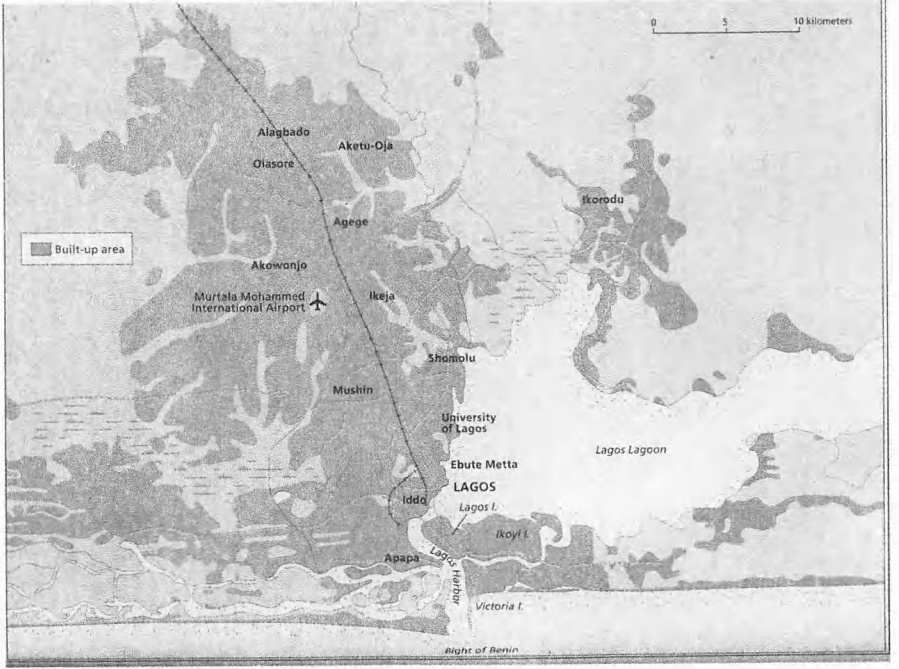 0 5 10 kilometers
Alagbado
Aketu-Oja
Olasore
Ikorodu
Agege
Built-up area
Akowonjo
Murtala Mohammed
International Airport
Ikeja
Shomolu
Mushin
University
of Lagos
Lagos Lagoon
Ebute Metta
LAGOS
Iddo
Lagos I.
Ikoyi I.
Apapa
Lagos Harbor
Victoria I.
Bight of Benin